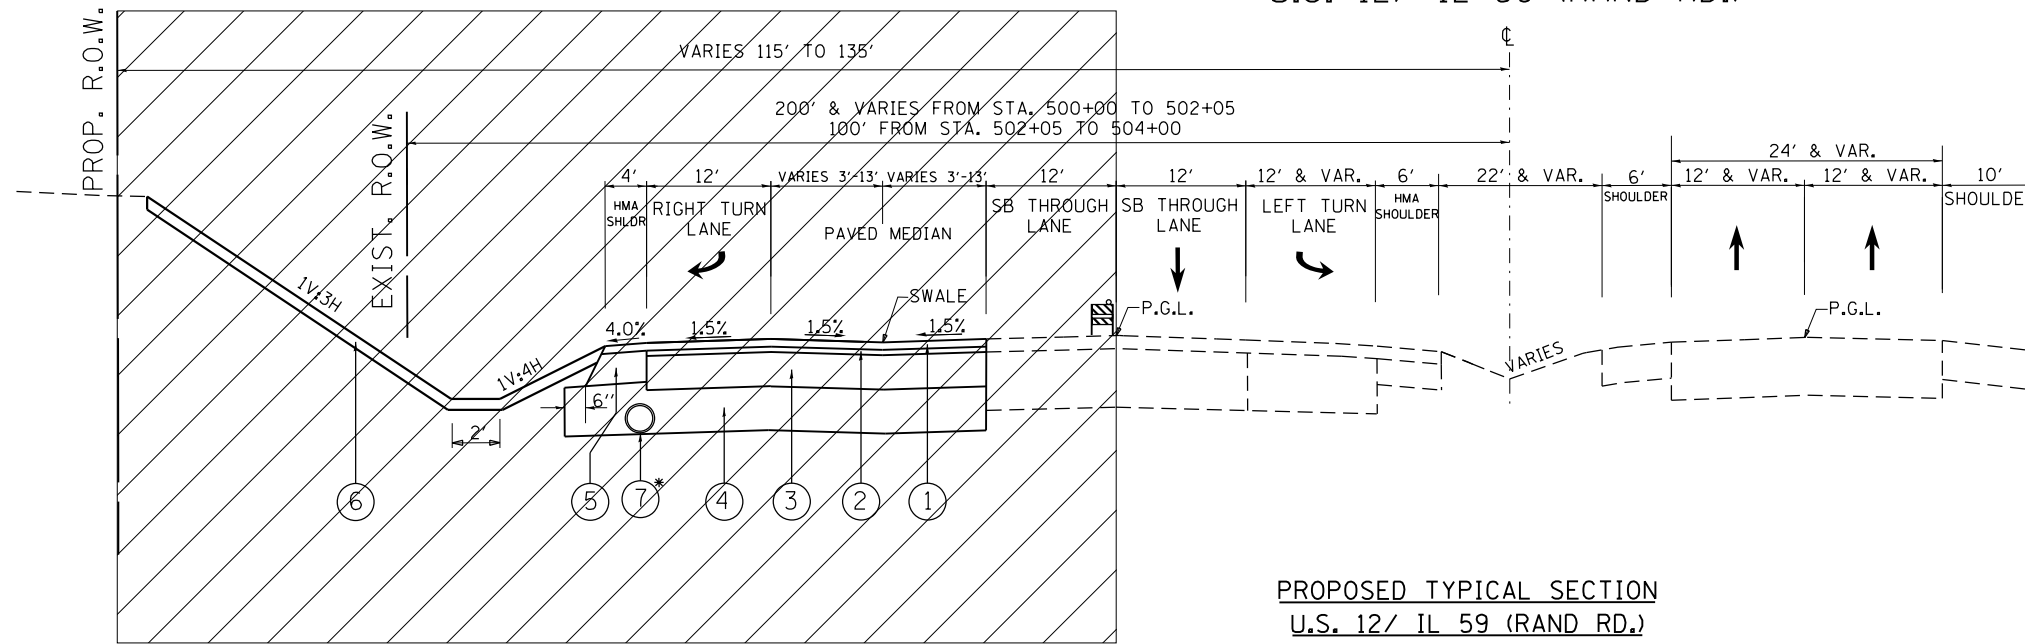 U.S. 12/ IL 59 (RAND RD.)
PROP. R.O.W.
EXIST. R.O.W.
VARIES 115' TO 135'
℄
200' & VARIES FROM STA. 500+00 TO 502+05
100' FROM STA. 502+05 TO 504+00
24' & VAR.
4' 12' VARIES 3'-13' VARIES 3'-13' 12' 12' 12' & VAR. 6' 22' & VAR. 6' 12' & VAR. 12' & VAR. 10'
HMA
SHLDR
RIGHT TURN
LANE
PAVED MEDIAN
SB THROUGH
LANE
SB THROUGH
LANE
LEFT TURN
LANE
HMA
SHOULDER
SHOULDER
SHOULDE
1V:3H
SWALE
P.G.L.
P.G.L.
4.0% 1.5% 1.5% 1.5%
VARIES
1V:4H
6"
2'
6 5 7* 4 3 2 1
PROPOSED TYPICAL SECTION
U.S. 12/ IL 59 (RAND RD.)